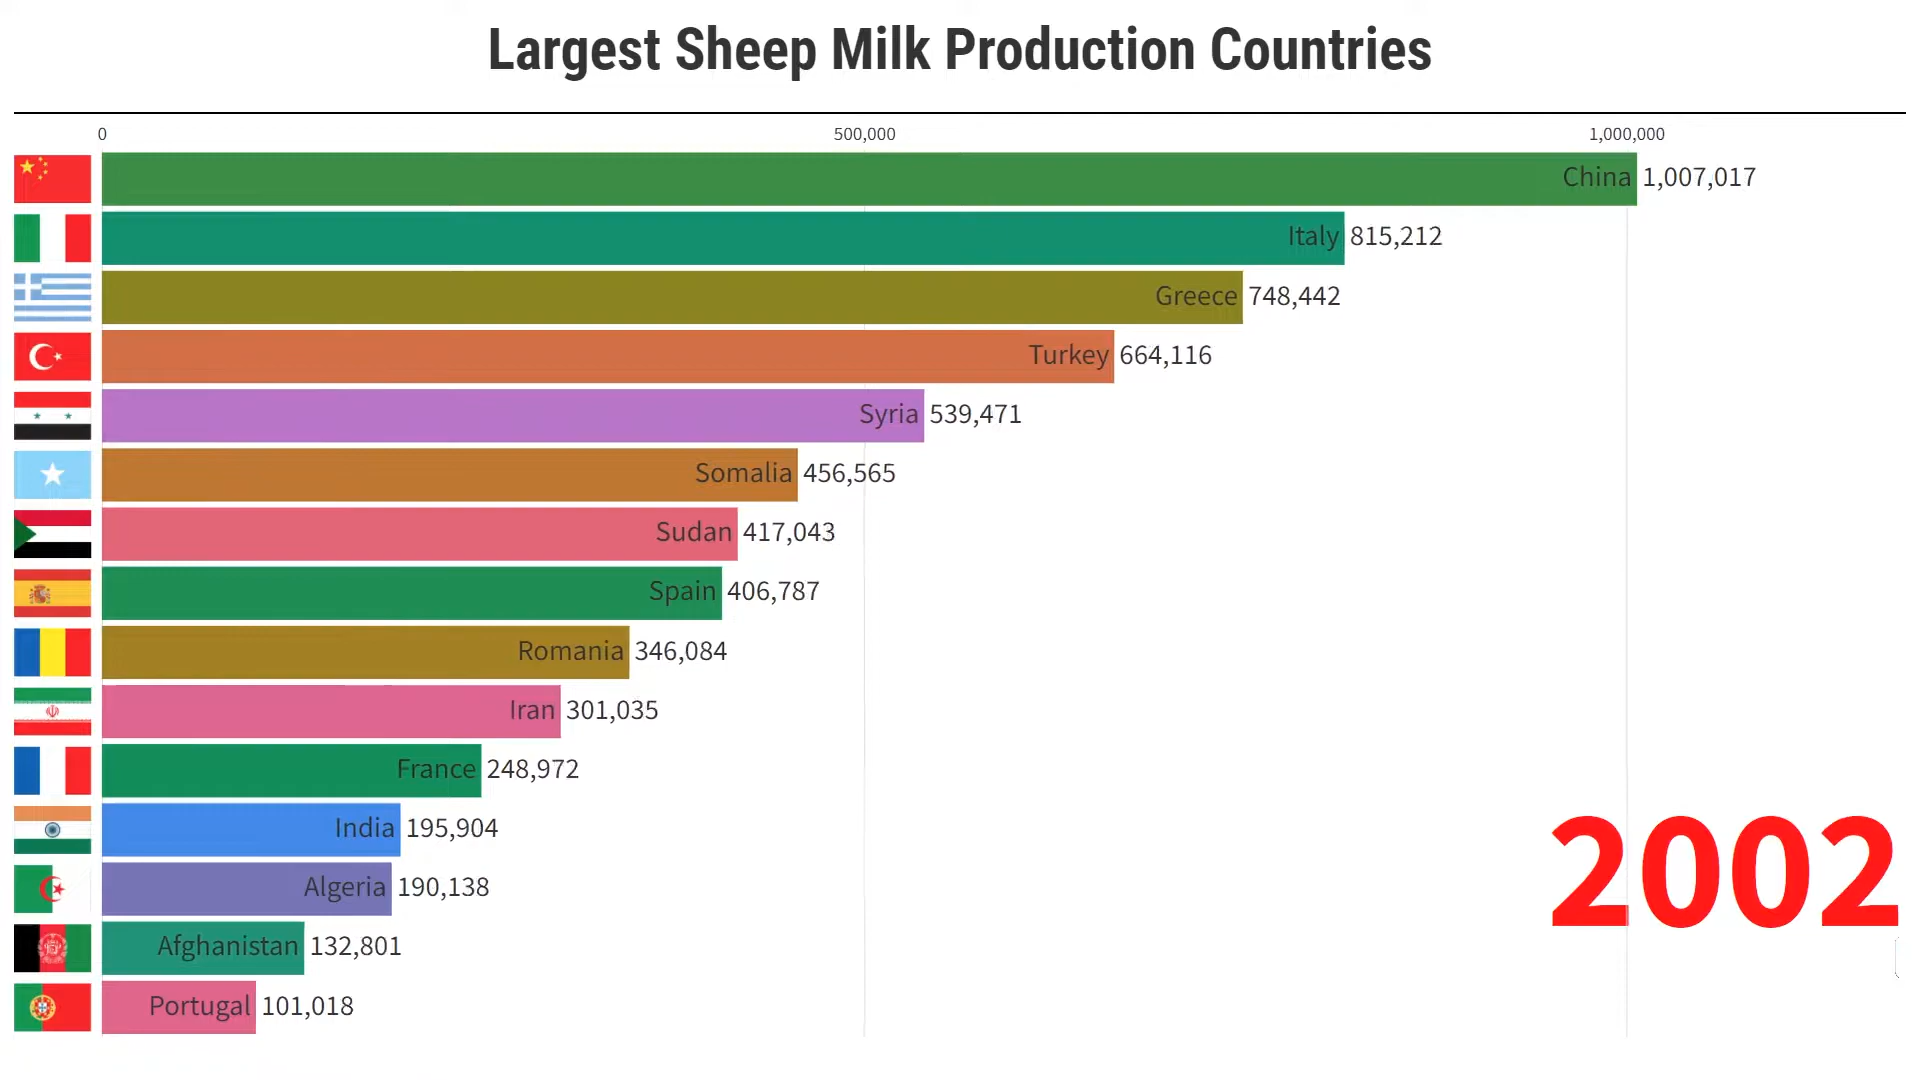 Largest Sheep Milk Production Countries
0 500,000 1,000,000
China 1,007,017
Italy 815,212
Greece 748,442
Turkey 664,116
Syria 539,471
Somalia 456,565
Sudan 417,043
Spain 406,787
Romania 346,084
Iran 301,035
France 248,972
India 195,904
Algeria 190,138
Afghanistan 132,801
Portugal 101,018
2002